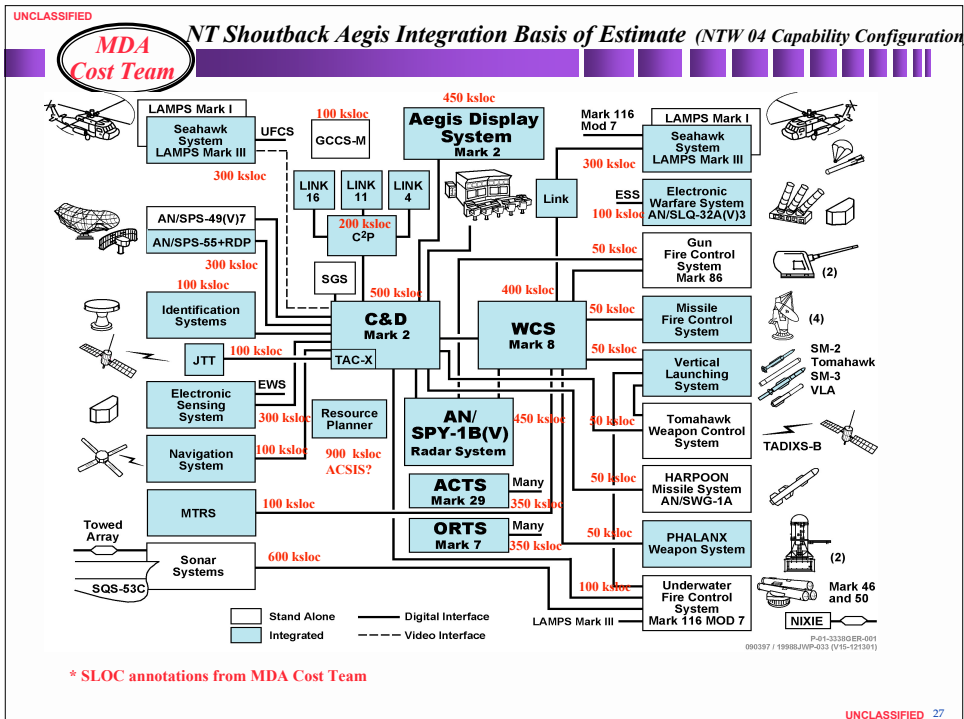 UNCLASSIFIED
MDA
Cost Team
NT Shoutback Aegis Integration Basis of Estimate (NTW 04 Capability Configuration
LAMPS Mark I
Seahawk
System
LAMPS Mark III
UFCS
300 ksloc
100 ksloc
GCCS-M
450 ksloc
Aegis Display
System
Mark 2
Mark 116
Mod 7
LAMPS Mark I
Seahawk
System
LAMPS Mark III
300 ksloc
LINK
16
LINK
11
LINK
4
200 ksloc
C²P
Link
ESS
100 ksloc
Electronic
Warfare System
AN/SLQ-32A(V)3
AN/SPS-49(V)7
AN/SPS-55+RDP
300 ksloc
SGS
50 ksloc
Gun
Fire Control
System
Mark 86
(2)
100 ksloc
Identification
Systems
500 ksloc
C&D
Mark 2
TAC-X
400 ksloc
WCS
Mark 8
50 ksloc
Missile
Fire Control
System
(4)
JTT
100 ksloc
50 ksloc
Vertical
Launching
System
SM-2
Tomahawk
SM-3
VLA
EWS
Electronic
Sensing
System
300 ksloc
Resource
Planner
900 ksloc
ACSIS?
AN/
SPY-1B(V)
Radar System
450 ksloc
50 ksloc
Tomahawk
Weapon Control
System
TADIXS-B
Navigation
System
100 ksloc
ACTS
Mark 29
Many
350 ksloc
50 ksloc
HARPOON
Missile System
AN/SWG-1A
MTRS
100 ksloc
ORTS
Mark 7
Many
350 ksloc
50 ksloc
PHALANX
Weapon System
(2)
Towed
Array
SQS-53C
Sonar
Systems
600 ksloc
100 ksloc
Underwater
Fire Control
System
Mark 116 MOD 7
Mark 46
and 50
LAMPS Mark III
NIXIE
Stand Alone
Integrated
Digital Interface
Video Interface
P-01-3338GER-001
090397 / 19988JWP-033 (V15-121301)
* SLOC annotations from MDA Cost Team
UNCLASSIFIED 27